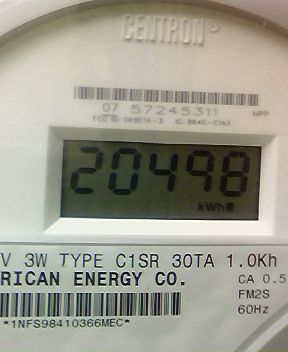 CENTRON®
07 57245311 HPP
20498
kWh
V 3W TYPE C1SR 30TA 1.0Kh
RICAN ENERGY CO. CA 0.5
FM2S
*1NFS98410366MEC* 60Hz